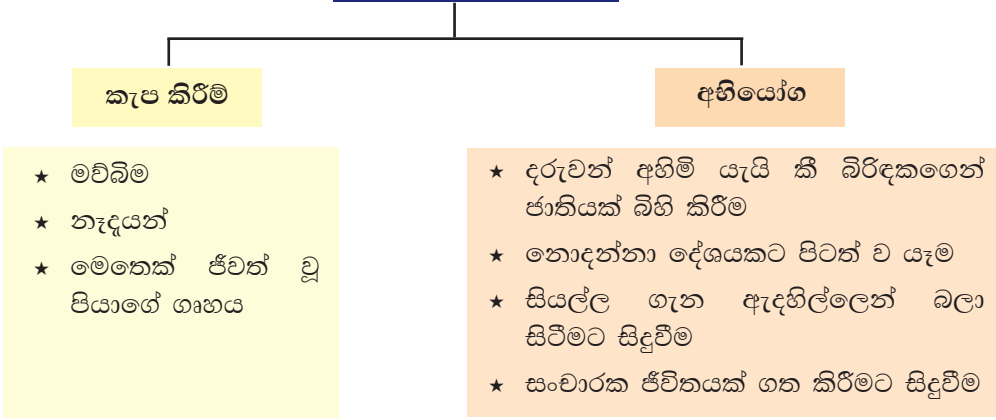 කැප කිරීම්
★ මව්බිම
★ නෑදෑයන්
★ මෙතෙක් ජීවත් වූ
පියාගේ ගෘහය
අභියෝග
★ දරුවන් අහිමි යැයි කී බිරිඳකගෙන්
ජාතියක් බිහි කිරීම
★ නොදන්නා දේශයකට පිටත් ව යෑම
★ සියල්ල ගැන ඇදහිල්ලෙන් බලා
සිටීමට සිදුවීම
★ සංචාරක ජීවිතයක් ගත කිරීමට සිදුවීම